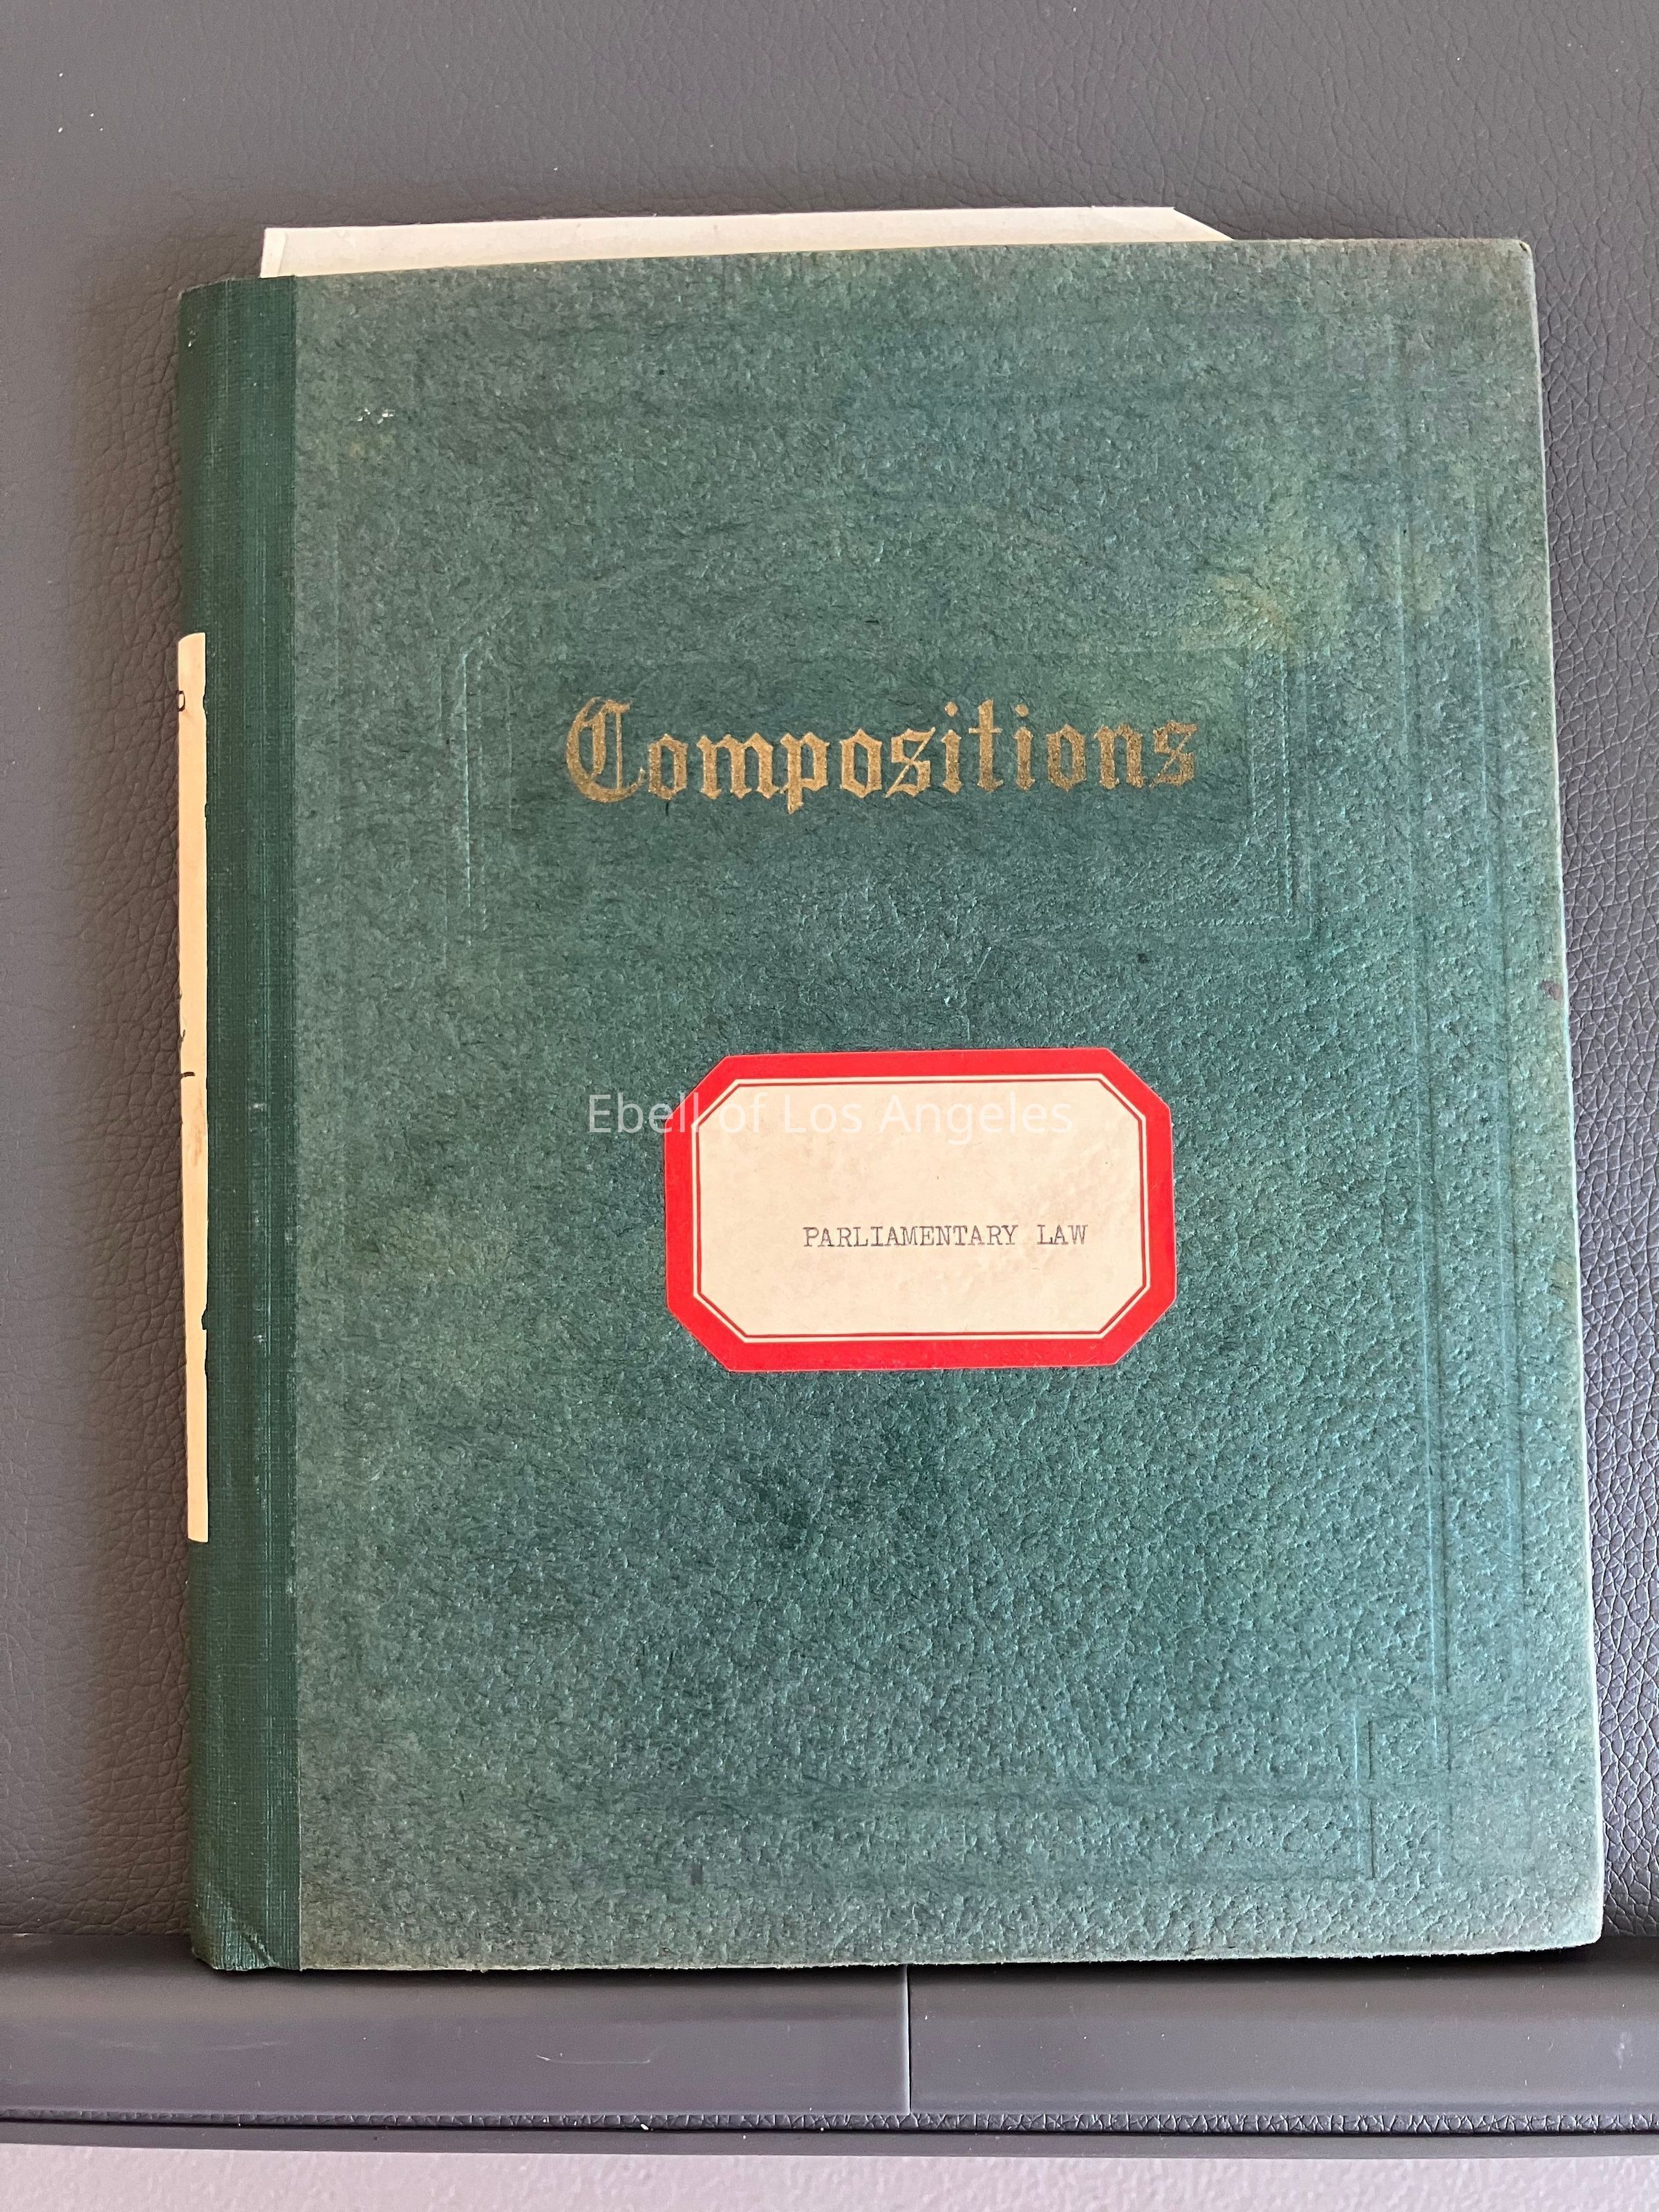 Compositions
Ebell of Los Angeles
PARLIAMENTARY LAW